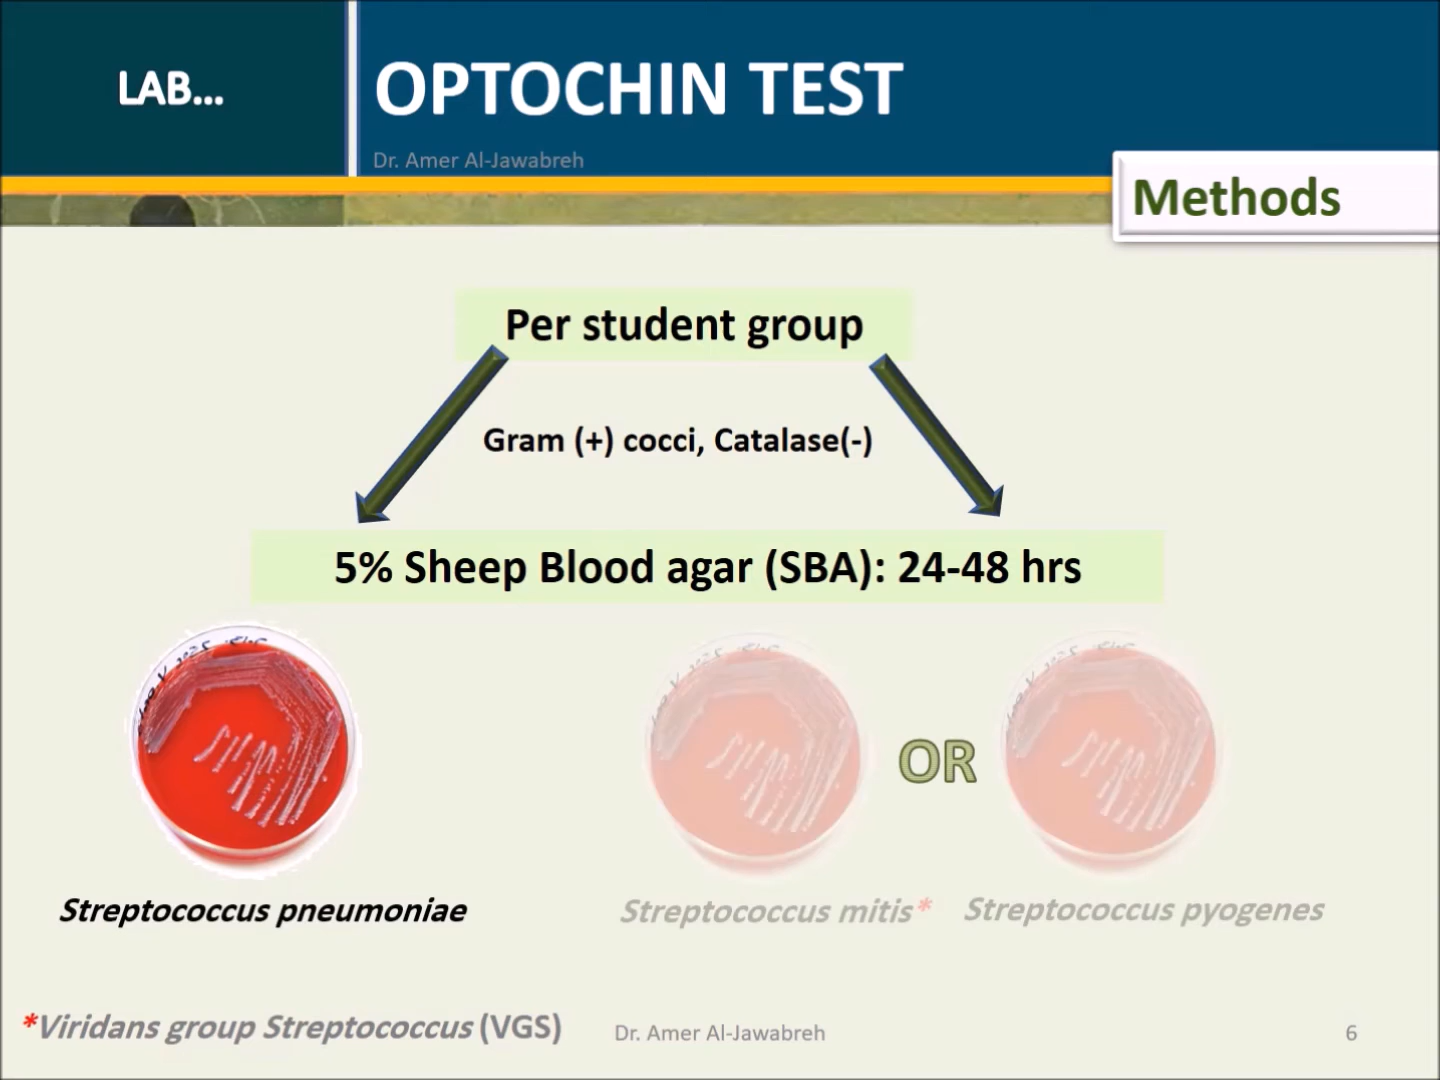 LAB...
OPTOCHIN TEST
Dr. Amer Al-Jawabreh
Methods
Per student group
Gram (+) cocci, Catalase(-)
5% Sheep Blood agar (SBA): 24-48 hrs
OR
Streptococcus pneumoniae
Streptococcus mitis*
Streptococcus pyogenes
*Viridans group Streptococcus (VGS)
Dr. Amer Al-Jawabreh
6